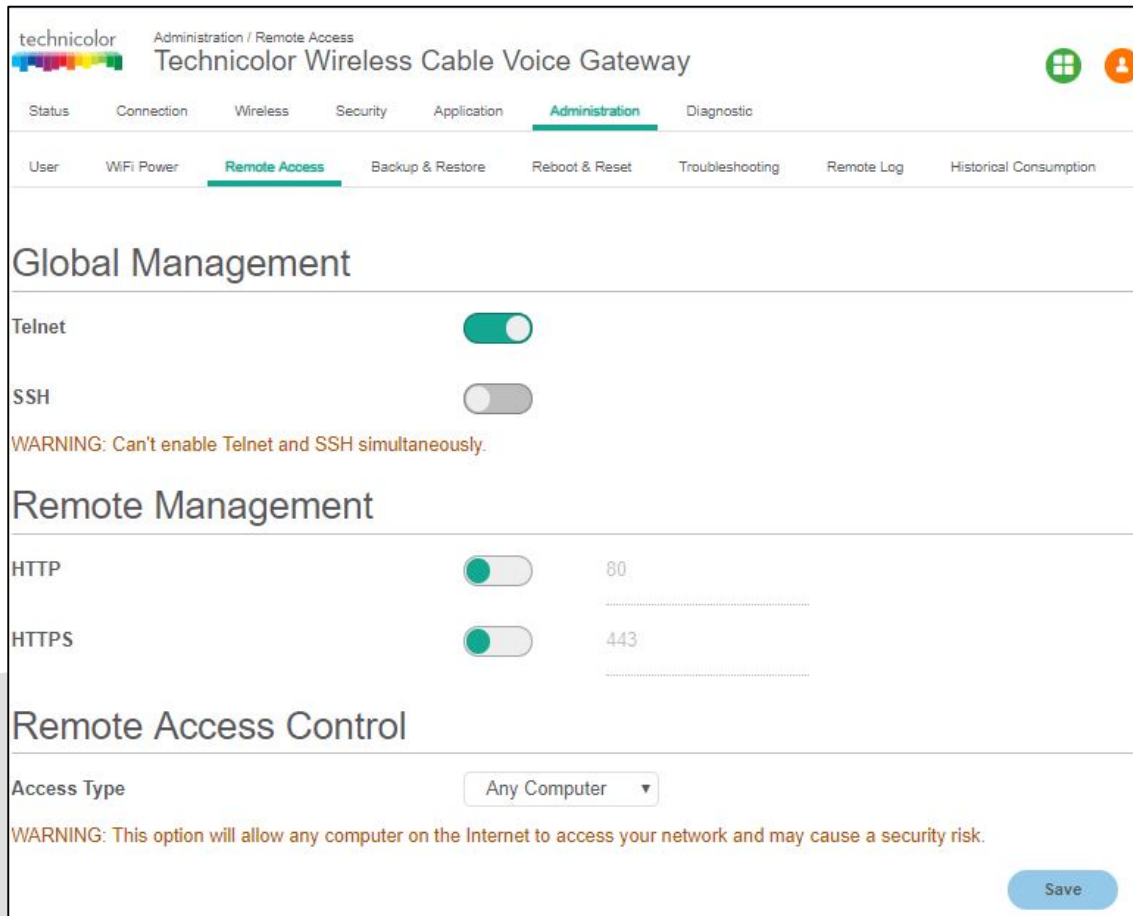 technicolor
Administration / Remote Access
Technicolor Wireless Cable Voice Gateway
Status Connection Wireless Security Application Administration Diagnostic
User WiFi Power Remote Access Backup & Restore Reboot & Reset Troubleshooting Remote Log Historical Consumption
Global Management
Telnet
SSH
WARNING: Can't enable Telnet and SSH simultaneously.
Remote Management
HTTP 80
HTTPS 443
Remote Access Control
Access Type Any Computer
WARNING: This option will allow any computer on the Internet to access your network and may cause a security risk.
Save